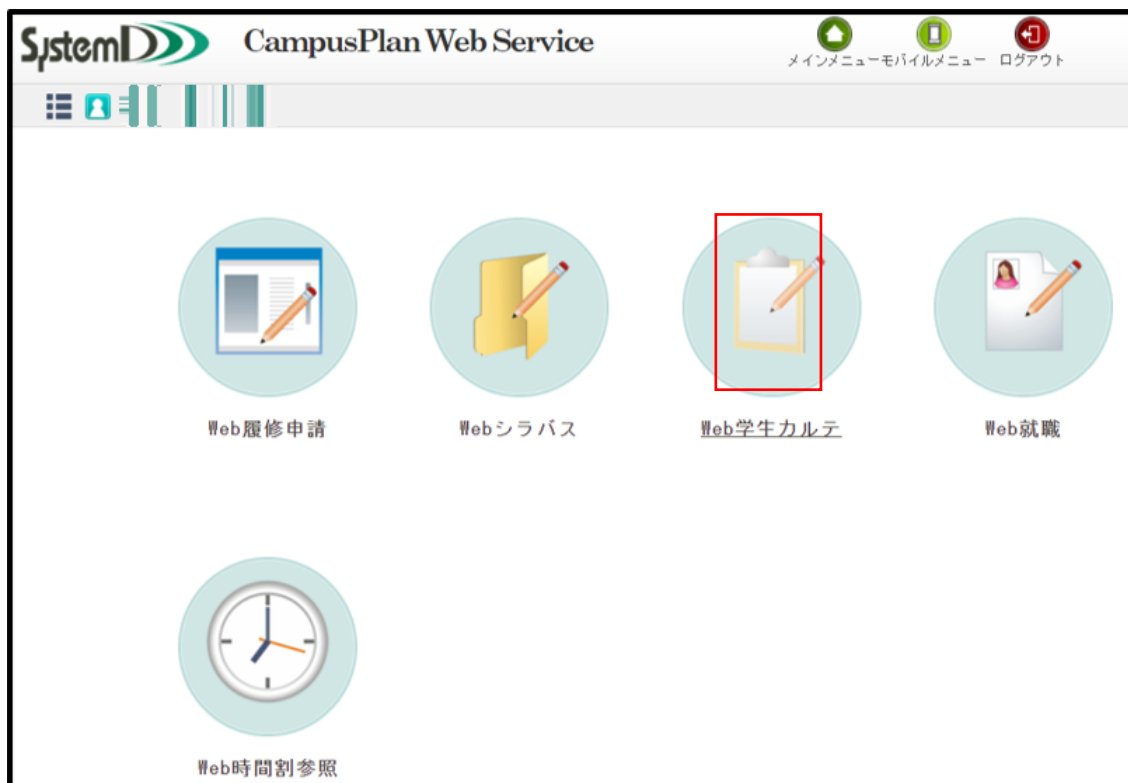 SystemD
CampusPlan Web Service
メインメニュー モバイルメニュー ログアウト
Web履修申請 Webシラバス Web学生カルテ Web就職
Web時間割参照